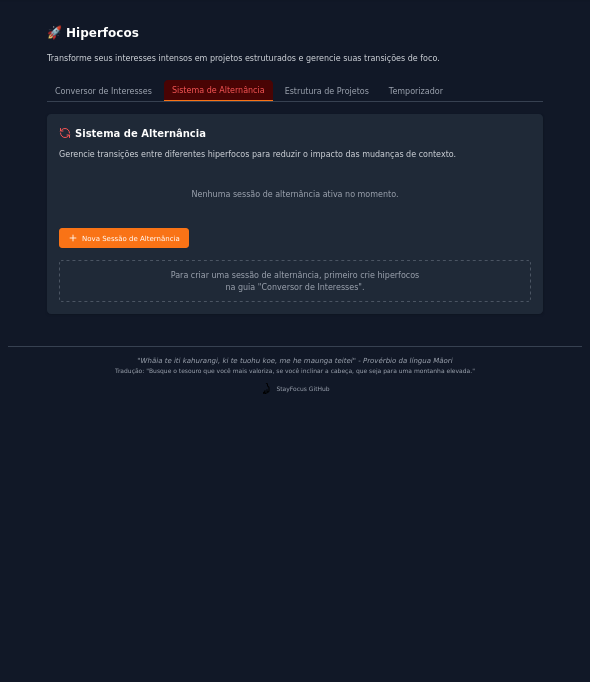 🚀 Hiperfocos
Transforme seus interesses intensos em projetos estruturados e gerencie suas transições de foco.
Conversor de Interesses
Sistema de Alternância
Estrutura de Projetos
Temporizador
Sistema de Alternância
Gerencie transições entre diferentes hiperfocos para reduzir o impacto das mudanças de contexto.
Nenhuma sessão de alternância ativa no momento.
+ Nova Sessão de Alternância
Para criar uma sessão de alternância, primeiro crie hiperfocos
na guia "Conversor de Interesses".
"Whāia te iti kahurangi, ki te tuohu koe, me he maunga teitei" - Provérbio da língua Māori
Tradução: "Busque o tesouro que você mais valoriza, se você inclinar a cabeça, que seja para uma montanha elevada."
StayFocus GitHub